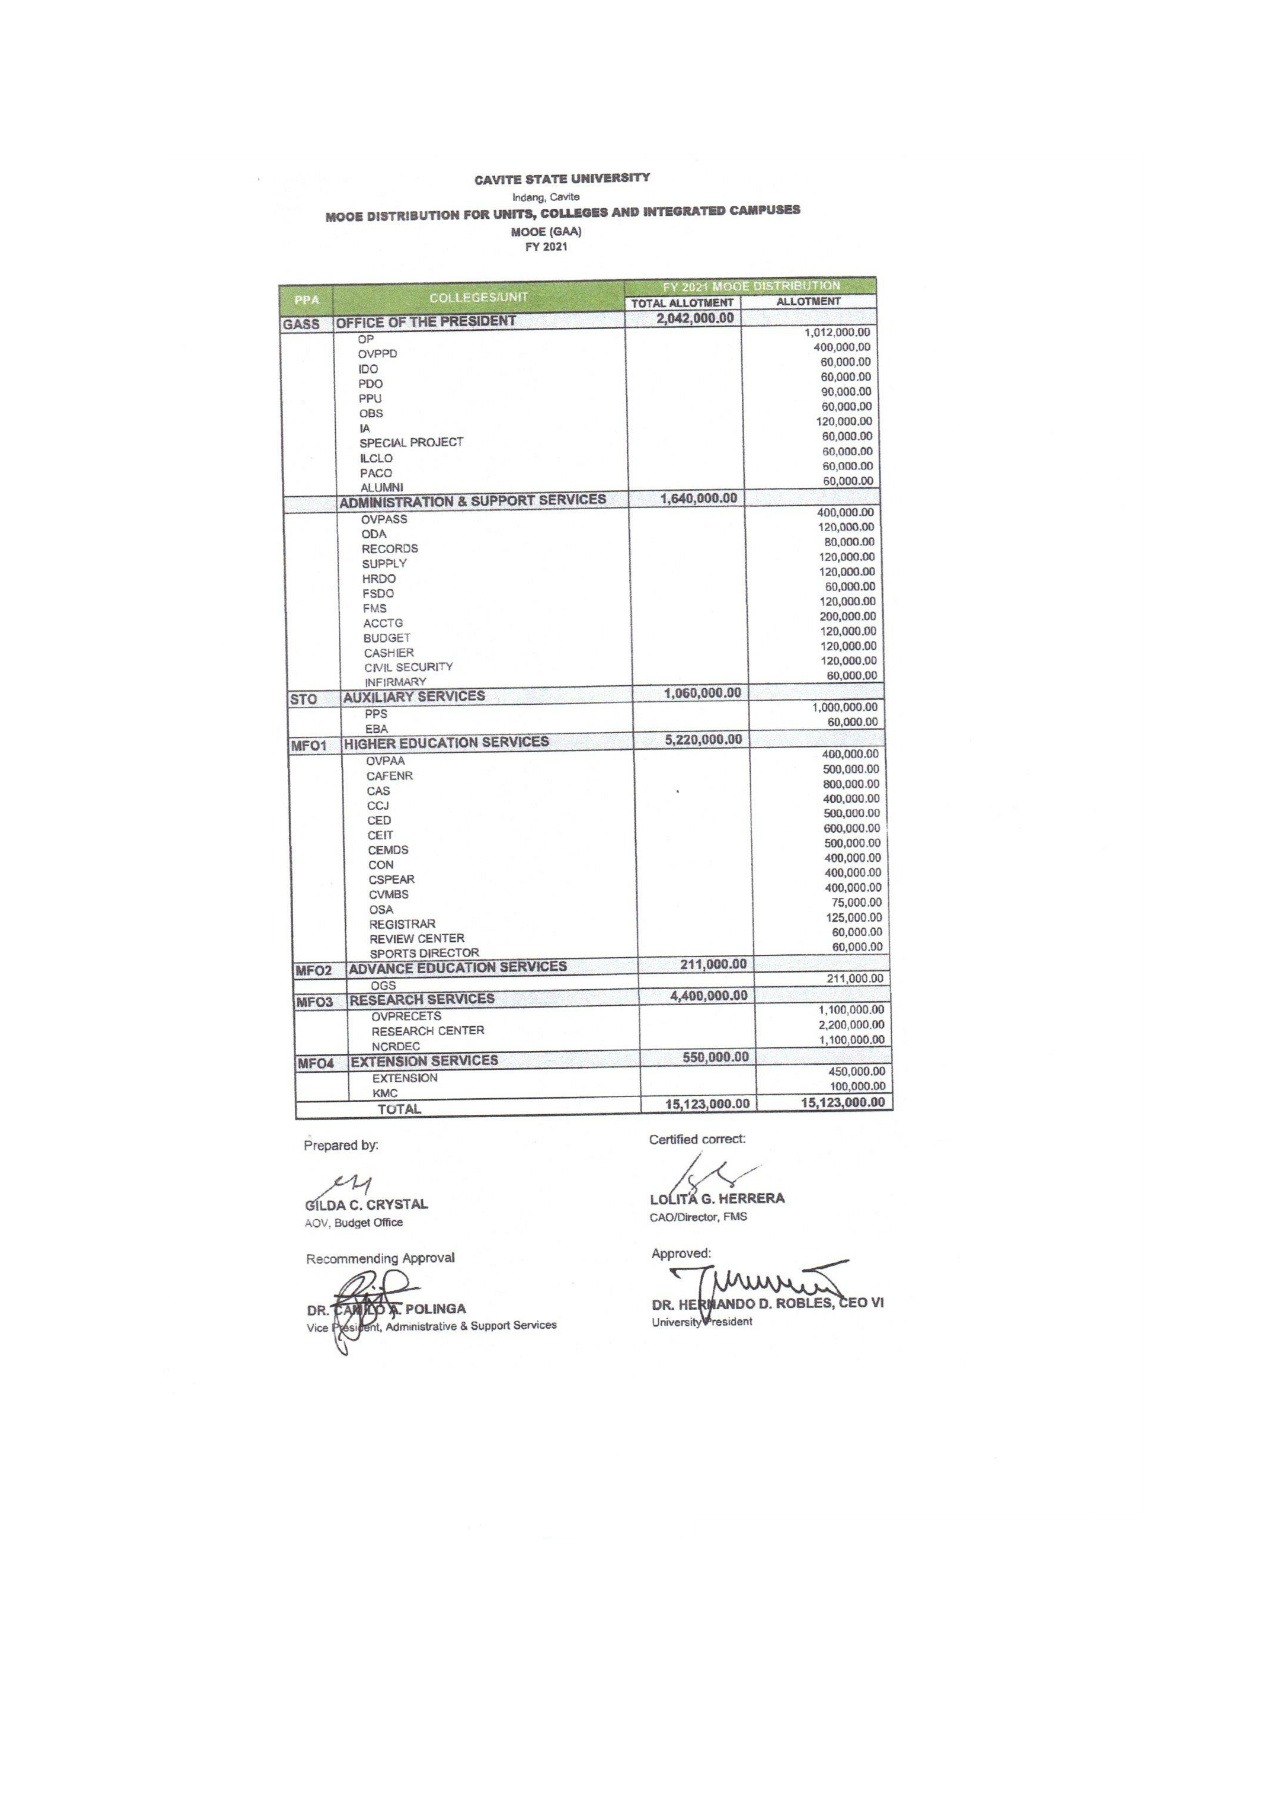 CAVITE STATE UNIVERSITY
Indang, Cavite
MOOE DISTRIBUTION FOR UNITS, COLLEGES AND INTEGRATED CAMPUSES
MOOE (GAA)
FY 2021
PPA COLLEGES/UNIT FY 2021 MOOE DISTRIBUTION
TOTAL ALLOTMENT ALLOTMENT
GASS OFFICE OF THE PRESIDENT 2,042,000.00
OP 1,012,000.00
OVPPD 400,000.00
IDO 60,000.00
PDO 60,000.00
PPU 90,000.00
OBS 60,000.00
IA 120,000.00
SPECIAL PROJECT 60,000.00
ILCLO 60,000.00
PACO 60,000.00
ALUMNI 60,000.00
ADMINISTRATION & SUPPORT SERVICES 1,640,000.00
OVPASS 400,000.00
ODA 120,000.00
RECORDS 80,000.00
SUPPLY 120,000.00
HRDO 120,000.00
FSDO 60,000.00
FMS 120,000.00
ACCTG 200,000.00
BUDGET 120,000.00
CASHIER 120,000.00
CIVIL SECURITY 120,000.00
INFIRMARY 60,000.00
STO AUXILIARY SERVICES 1,060,000.00
PPS 1,000,000.00
EBA 60,000.00
MFO1 HIGHER EDUCATION SERVICES 5,220,000.00
OVPAA 400,000.00
CAFENR 500,000.00
CAS 800,000.00
CCJ 400,000.00
CED 500,000.00
CEIT 600,000.00
CEMDS 500,000.00
CON 400,000.00
CSPEAR 400,000.00
CVMBS 400,000.00
OSA 75,000.00
REGISTRAR 125,000.00
REVIEW CENTER 60,000.00
SPORTS DIRECTOR 60,000.00
MFO2 ADVANCE EDUCATION SERVICES 211,000.00
OGS 211,000.00
MFO3 RESEARCH SERVICES 4,400,000.00
OVPRECETS 1,100,000.00
RESEARCH CENTER 2,200,000.00
NCRDEC 1,100,000.00
MFO4 EXTENSION SERVICES 550,000.00
EXTENSION 450,000.00
KMC 100,000.00
TOTAL 15,123,000.00 15,123,000.00
Prepared by: Certified correct:
GILDA C. CRYSTAL LOLITA G. HERRERA
AOV, Budget Office CAO/Director, FMS
Recommending Approval Approved:
DR. CAMILO A. POLINGA DR. HERNANDO D. ROBLES, CEO VI
Vice President, Administrative & Support Services University President